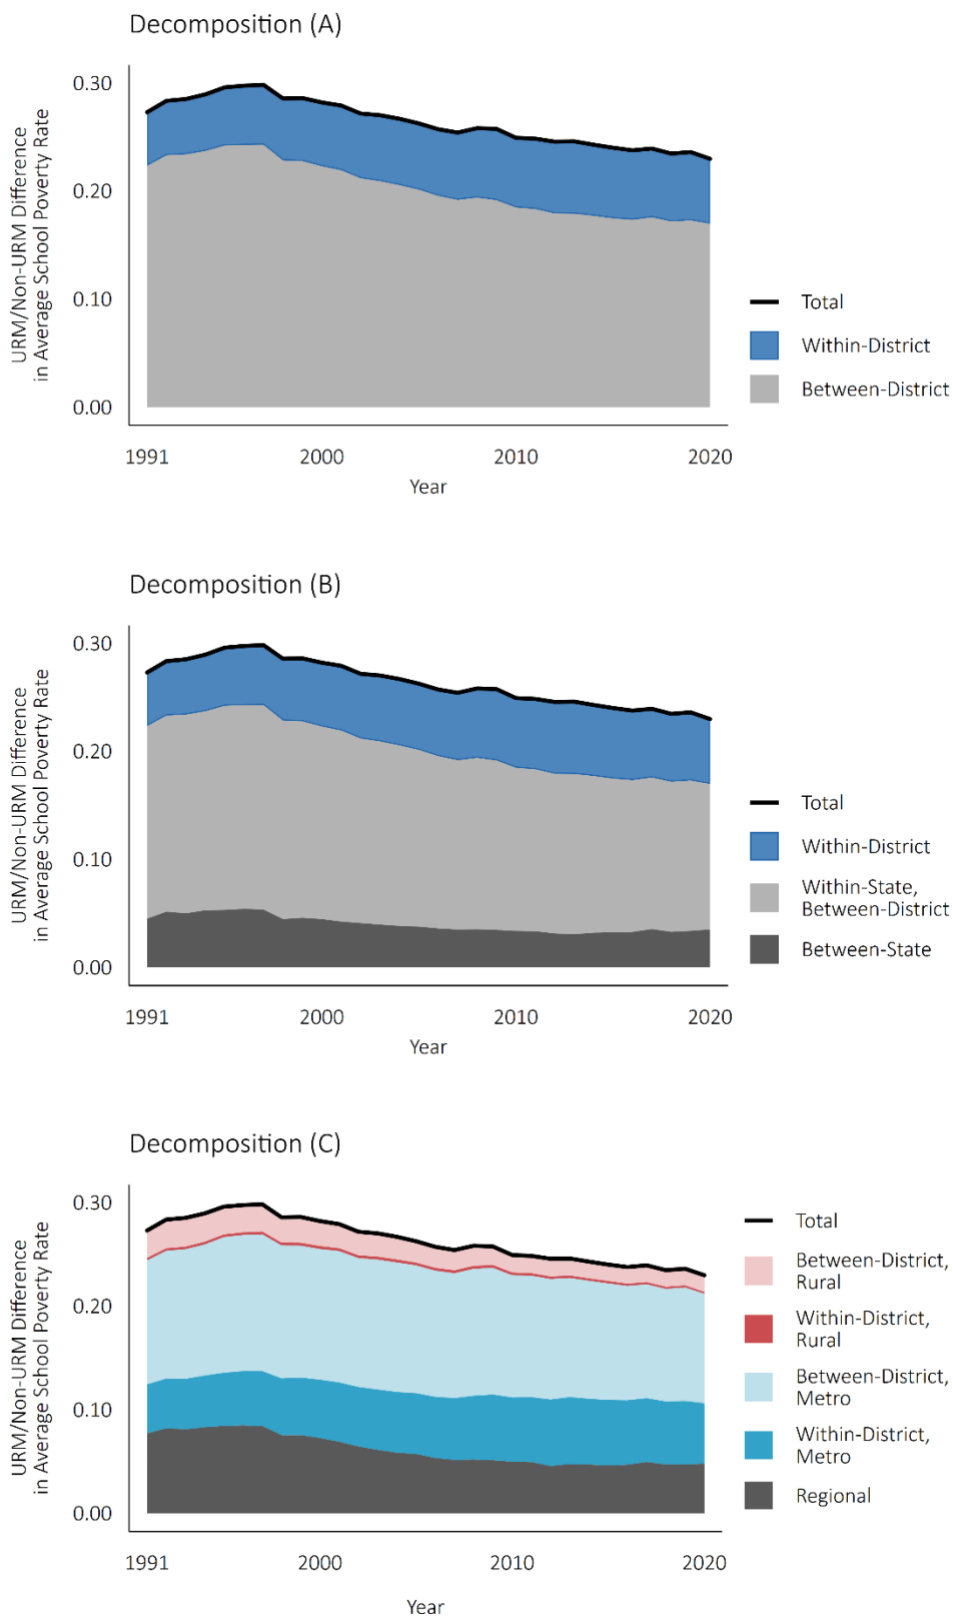 Decomposition (A)
URM/Non-URM Difference
in Average School Poverty Rate
0.30
0.20
0.10
0.00
1991
2000
2010
2020
Year
Total
Within-District
Between-District
Decomposition (B)
URM/Non-URM Difference
in Average School Poverty Rate
0.30
0.20
0.10
0.00
1991
2000
2010
2020
Year
Total
Within-District
Within-State,
Between-District
Between-State
Decomposition (C)
URM/Non-URM Difference
in Average School Poverty Rate
0.30
0.20
0.10
0.00
1991
2000
2010
2020
Year
Total
Between-District,
Rural
Within-District,
Rural
Between-District,
Metro
Within-District,
Metro
Regional